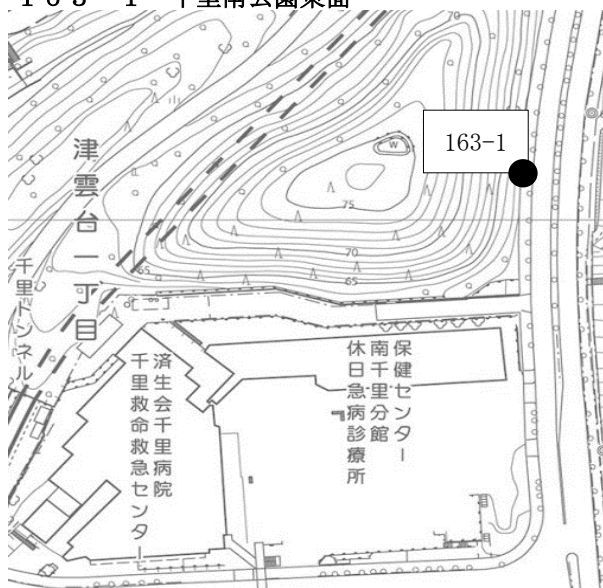 163-1 千里南公園東面
70
W
163-1
75
70
65
65
津雲台一丁目
千里トンネル
済生会千里病院
千里救命救急センター
保健センター
南千里分館
休日急病診療所